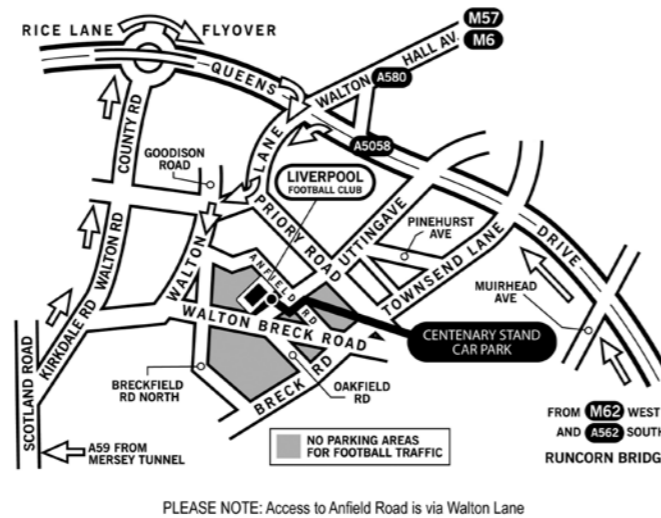 RICE LANE
FLYOVER
M57
M6
QUEENS
DRIVE
WALTON
HALL AV.
A580
A5058
COUNTY RD
GOODISON
ROAD
LANE
LIVERPOOL
FOOTBALL CLUB
PRIORY ROAD
UTTINGAVE
PINEHURST
AVE
TOWNSEND LANE
MUIRHEAD
AVE
WALTON RD
WALTON
ANFIELD
RD
KIRKDALE RD
WALTON BRECK ROAD
CENTENARY STAND
CAR PARK
SCOTLAND ROAD
BRECKFIELD
RD NORTH
BRECK RD
OAKFIELD
RD
FROM M62 WEST
AND A562 SOUTH
RUNCORN BRIDG
A59 FROM
MERSEY TUNNEL
NO PARKING AREAS
FOR FOOTBALL TRAFFIC
PLEASE NOTE: Access to Anfield Road is via Walton Lane